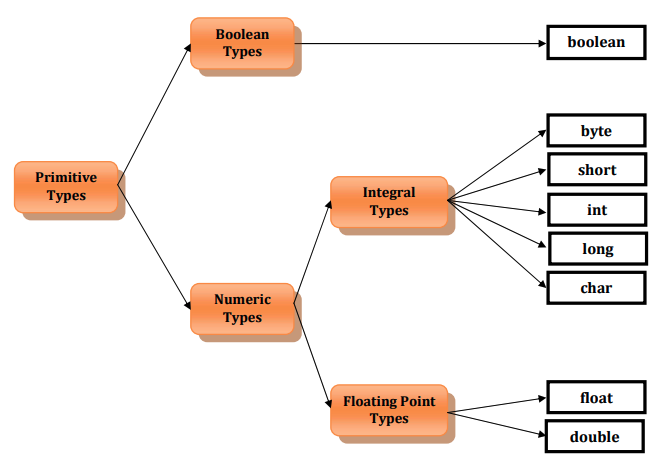 Boolean
Types
boolean
byte
short
Primitive
Types
Integral
Types
int
long
char
Numeric
Types
Floating Point
Types
float
double